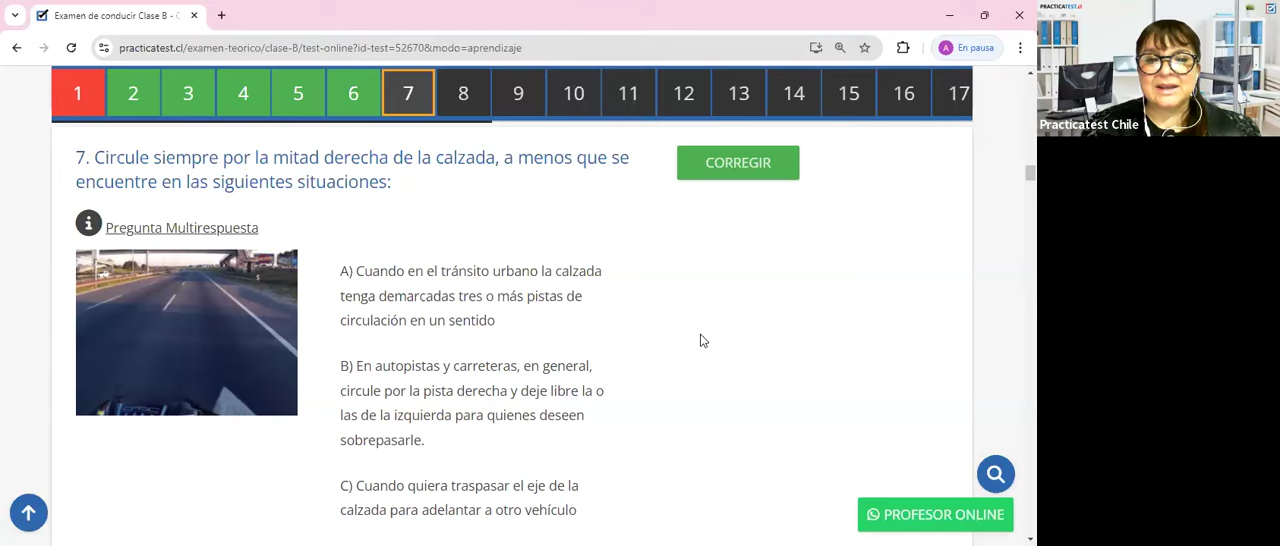 Examen de conducir Clase B - C
practicatest.cl/examen-teorico/clase-B/test-online?id-test=52670&modo=aprendizaje
A
En pausa
PRACTICATEST.cl
Practicatest Chile
1 2 3 4 5 6 7 8 9 10 11 12 13 14 15 16 17
7. Circule siempre por la mitad derecha de la calzada, a menos que se
encuentre en las siguientes situaciones:
CORREGIR
Pregunta Multirespuesta
A) Cuando en el tránsito urbano la calzada
tenga demarcadas tres o más pistas de
circulación en un sentido
B) En autopistas y carreteras, en general,
circule por la pista derecha y deje libre la o
las de la izquierda para quienes deseen
sobrepasarle.
C) Cuando quiera traspasar el eje de la
calzada para adelantar a otro vehículo
PROFESOR ONLINE